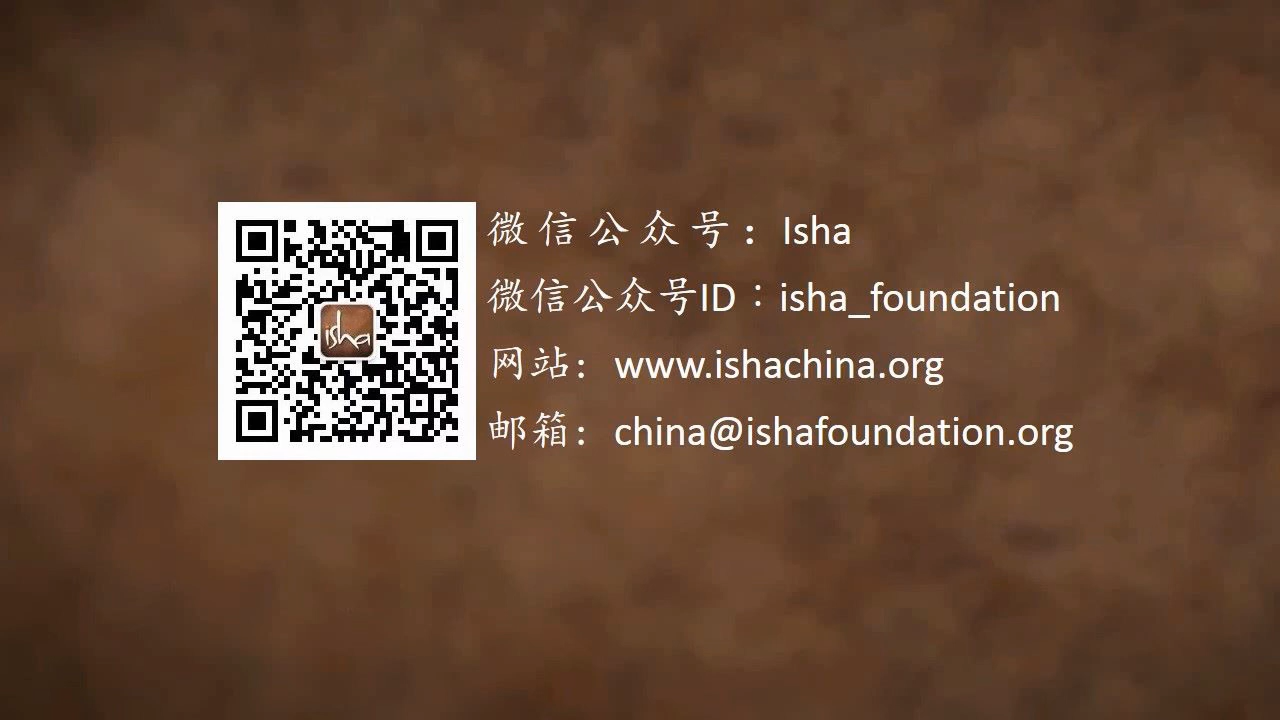 isha
微信公众号：Isha
微信公众号ID：isha_foundation
网站：www.ishachina.org
邮箱：china@ishafoundation.org